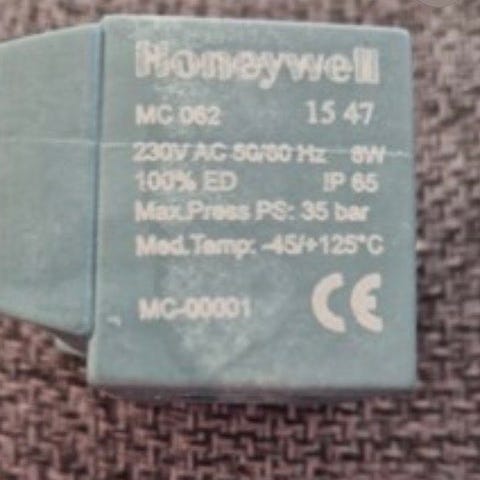 Honeywell
MC 062 15 47
230V AC 50/60 Hz 8W
100% ED IP 65
Max.Press PS: 35 bar
Med.Temp: -45/+125°C
MC-00001 CE